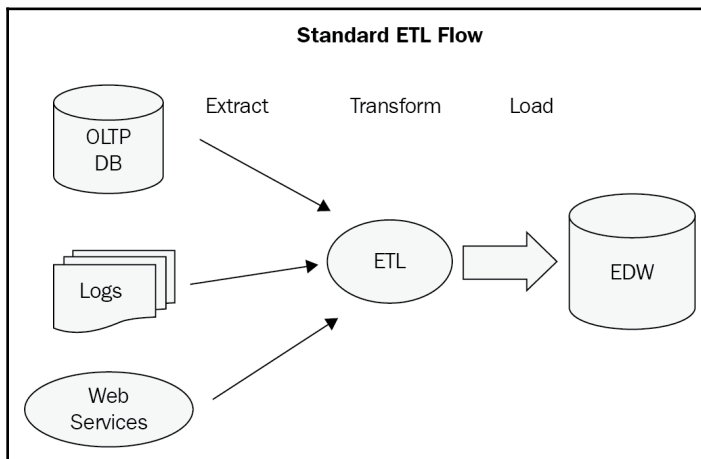 Standard ETL Flow
Extract
Transform
Load
OLTP
DB
Logs
ETL
EDW
Web
Services